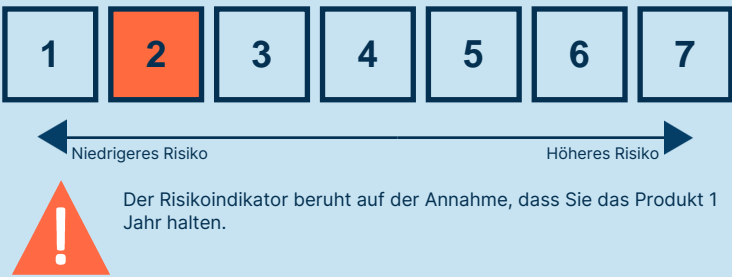 1 2 3 4 5 6 7
Niedrigeres Risiko Höheres Risiko
!
Der Risikoindikator beruht auf der Annahme, dass Sie das Produkt 1
Jahr halten.